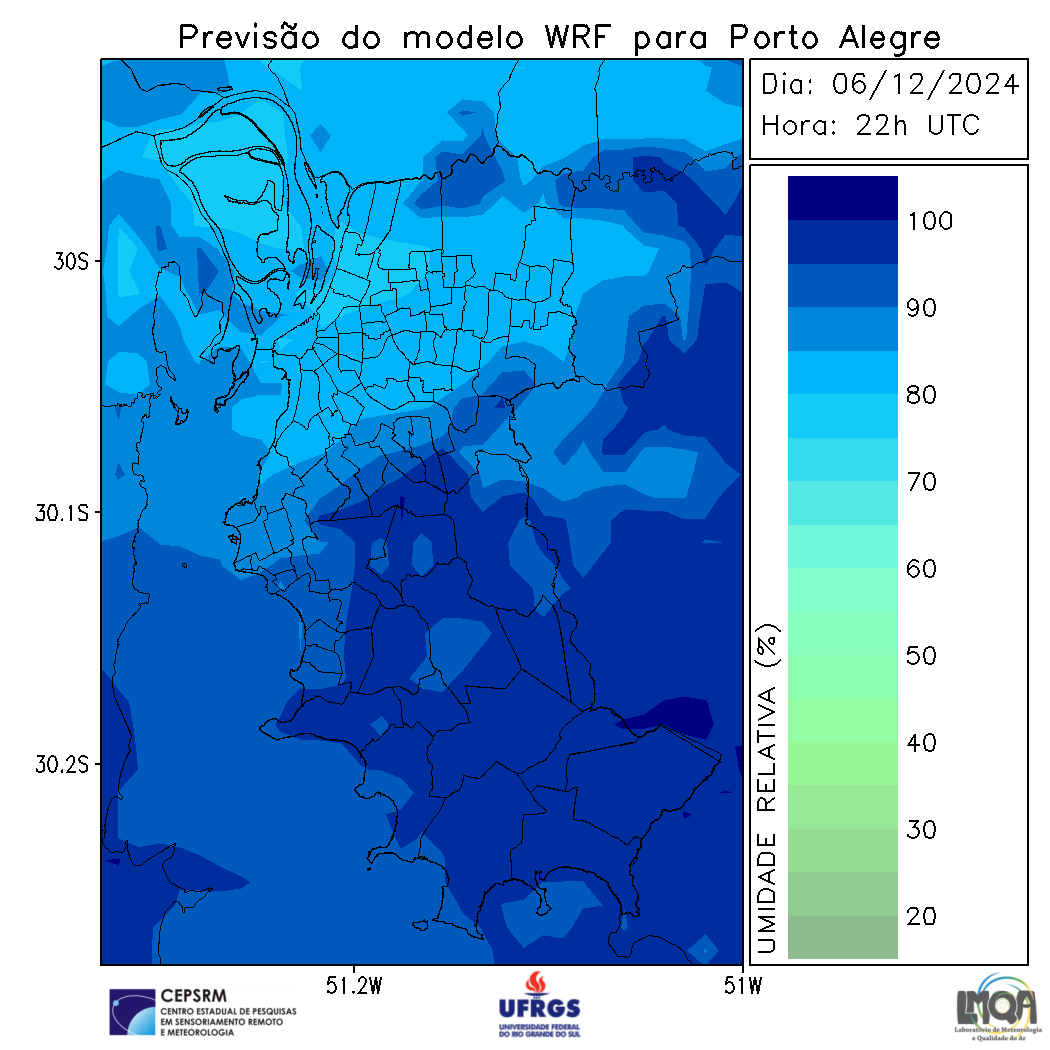 Previsão do modelo WRF para Porto Alegre
Dia: 06/12/2024
Hora: 22h UTC
30S
30.1S
30.2S
51.2W
51W
UMIDADE RELATIVA (%)
100
90
80
70
60
50
40
30
20
CEPSRM
CENTRO ESTADUAL DE PESQUISAS
EM SENSORIAMENTO REMOTO
E METEOROLOGIA
UFRGS
UNIVERSIDADE FEDERAL
DO RIO GRANDE DO SUL
LMQA
Laboratório de Meteorologia
e Qualidade do Ar